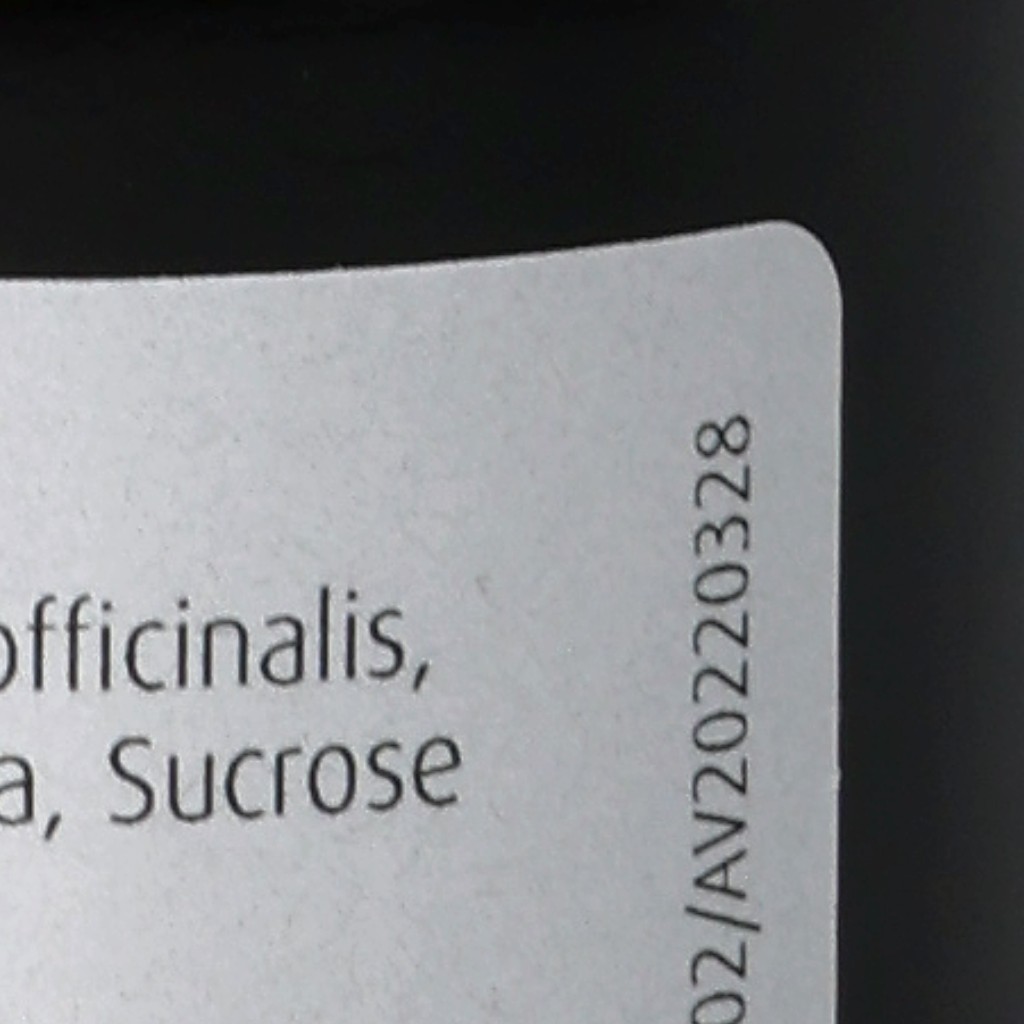 officinalis,
a, Sucrose
02/AV20220328